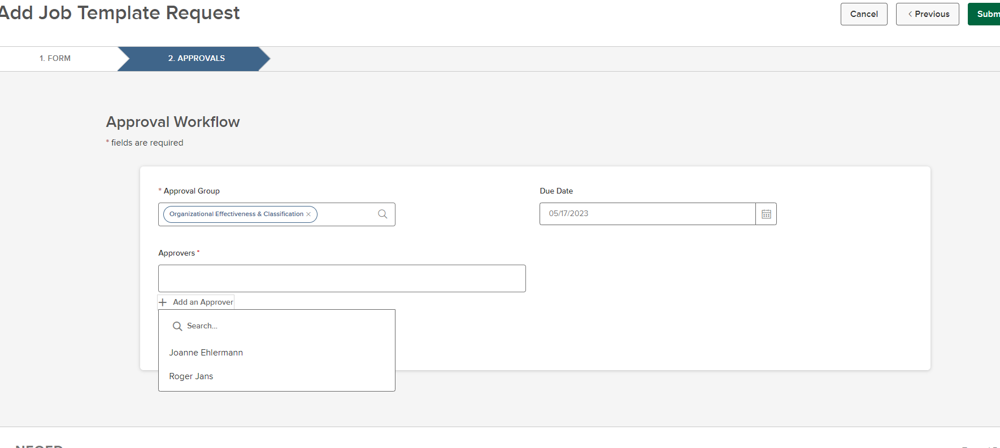 Add Job Template Request
Cancel
< Previous
Subm
1. FORM
2. APPROVALS
Approval Workflow
* fields are required
* Approval Group
Due Date
Organizational Effectiveness & Classification ×
05/17/2023
Approvers *
+ Add an Approver
Search...
Joanne Ehlermann
Roger Jans